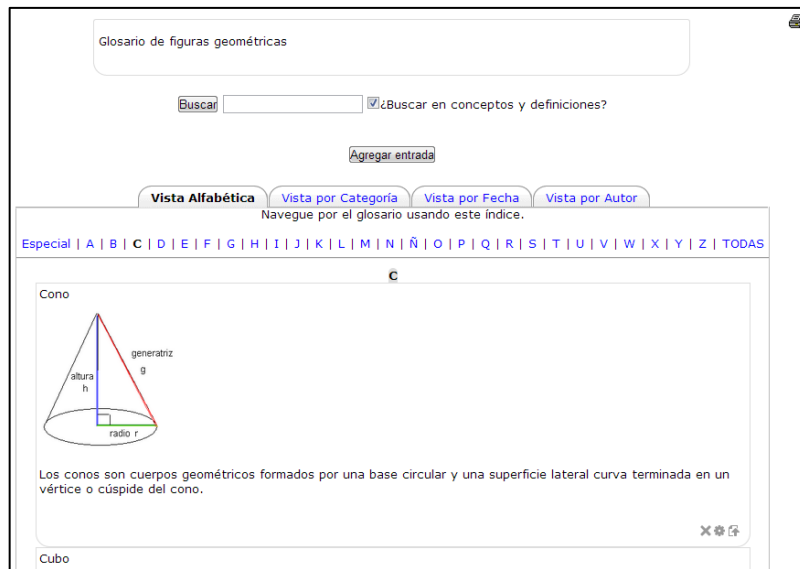 Glosario de figuras geométricas
Buscar ¿Buscar en conceptos y definiciones?
Agregar entrada
Vista Alfabética Vista por Categoría Vista por Fecha Vista por Autor
Navegue por el glosario usando este índice.
Especial | A | B | C | D | E | F | G | H | I | J | K | L | M | N | Ñ | O | P | Q | R | S | T | U | V | W | X | Y | Z | TODAS
C
Cono
generatriz
g
altura
h
radio r
Los conos son cuerpos geométricos formados por una base circular y una superficie lateral curva terminada en un
vértice o cúspide del cono.
Cubo